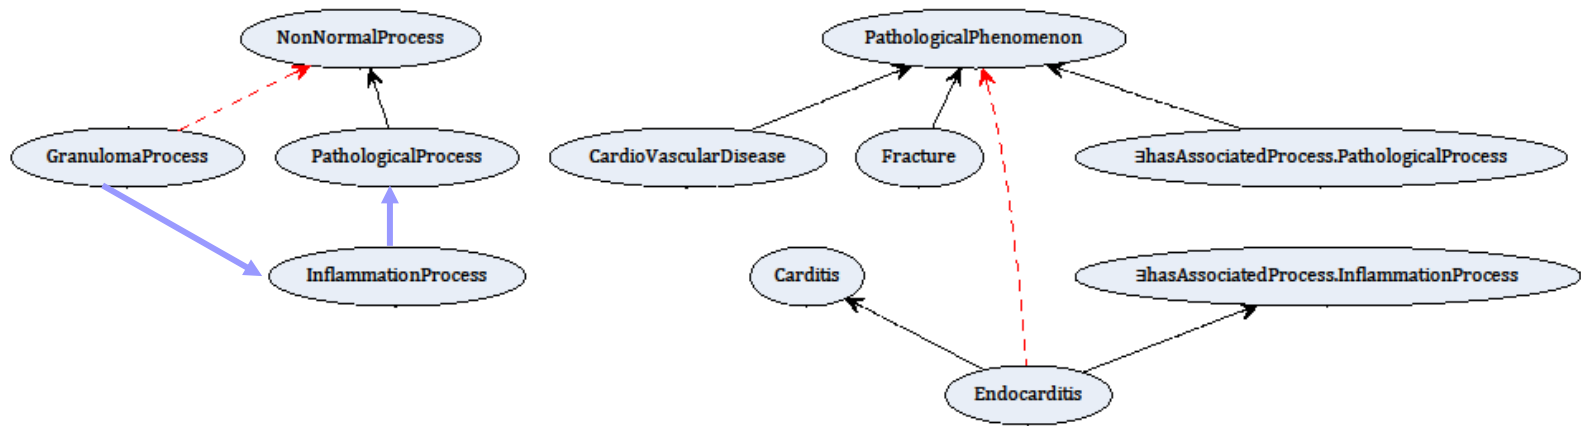 NonNormalProcess
PathologicalPhenomenon
GranulomaProcess
PathologicalProcess
CardioVascularDisease
Fracture
∃hasAssociatedProcess.PathologicalProcess
InflammationProcess
Carditis
∃hasAssociatedProcess.InflammationProcess
Endocarditis